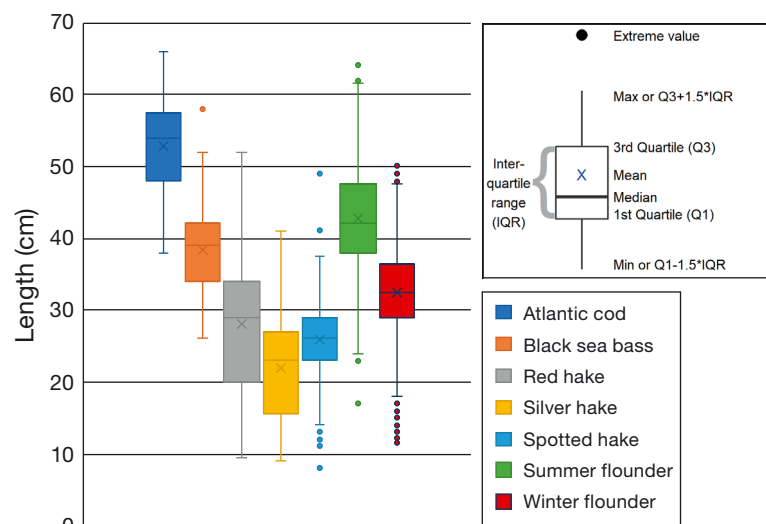 70
60
50
40
30
20
10
0
Length (cm)
Extreme value
Max or Q3+1.5*IQR
3rd Quartile (Q3)
Inter-
quartile
range
(IQR)
Mean
Median
1st Quartile (Q1)
Min or Q1-1.5*IQR
Atlantic cod
Black sea bass
Red hake
Silver hake
Spotted hake
Summer flounder
Winter flounder